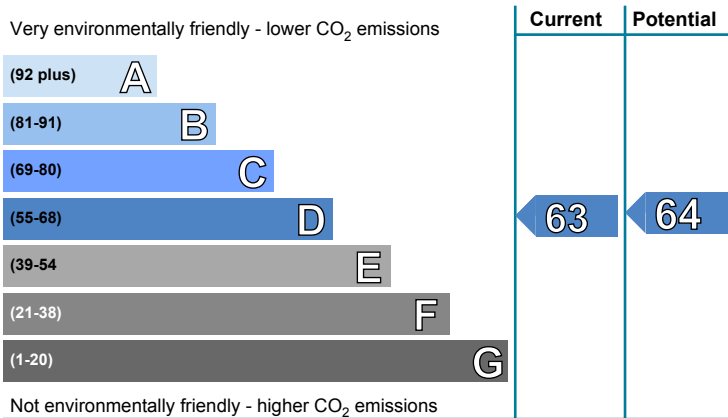 Current Potential
Very environmentally friendly - lower CO₂ emissions
(92 plus) A
(81-91) B
(69-80) C
(55-68) D 63 64
(39-54 E
(21-38) F
(1-20) G
Not environmentally friendly - higher CO₂ emissions